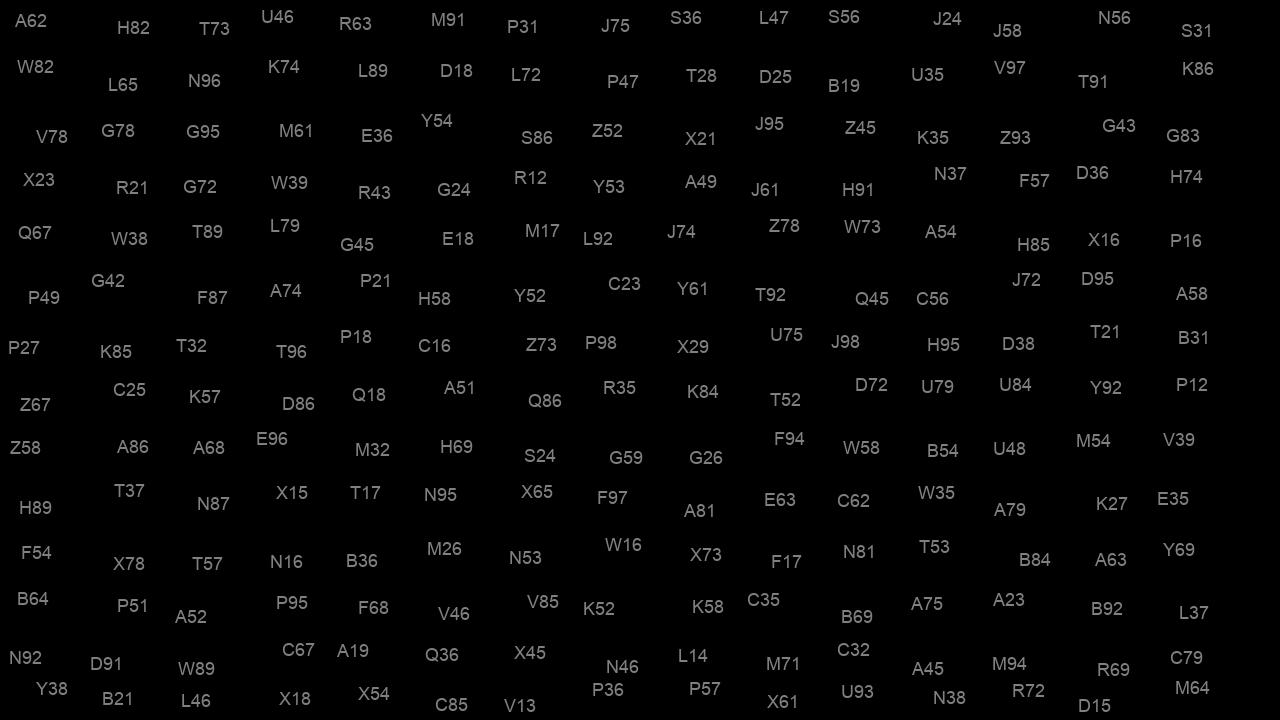 A62 H82 T73 U46 R63 M91 P31 J75 S36 L47 S56 J24 J58 N56 S31
W82 L65 N96 K74 L89 D18 L72 P47 T28 D25 B19 U35 V97 T91 K86
V78 G78 G95 M61 E36 Y54 S86 Z52 X21 J95 Z45 K35 Z93 G43 G83
X23 R21 G72 W39 R43 G24 R12 Y53 A49 J61 H91 N37 F57 D36 H74
Q67 W38 T89 L79 G45 E18 M17 L92 J74 Z78 W73 A54 H85 X16 P16
P49 G42 F87 A74 P21 H58 Y52 C23 Y61 T92 Q45 C56 J72 D95 A58
P27 K85 T32 T96 P18 C16 Z73 P98 X29 U75 J98 H95 D38 T21 B31
Z67 C25 K57 D86 Q18 A51 Q86 R35 K84 T52 D72 U79 U84 Y92 P12
Z58 A86 A68 E96 M32 H69 S24 G59 G26 F94 W58 B54 U48 M54 V39
H89 T37 N87 X15 T17 N95 X65 F97 A81 E63 C62 W35 A79 K27 E35
F54 X78 T57 N16 B36 M26 N53 W16 X73 F17 N81 T53 B84 A63 Y69
B64 P51 A52 P95 F68 V46 V85 K52 K58 C35 B69 A75 A23 B92 L37
N92 D91 W89 C67 A19 Q36 X45 N46 L14 M71 C32 A45 M94 R69 C79
Y38 B21 L46 X18 X54 C85 V13 P36 P57 X61 U93 N38 R72 D15 M64